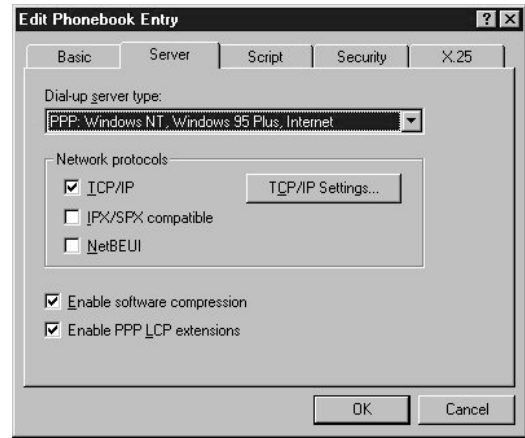 Edit Phonebook Entry
Basic Server Script Security X.25
Dial-up server type:
PPP: Windows NT, Windows 95 Plus, Internet
Network protocols
TCP/IP TCP/IP Settings...
IPX/SPX compatible
NetBEUI
Enable software compression
Enable PPP LCP extensions
OK Cancel